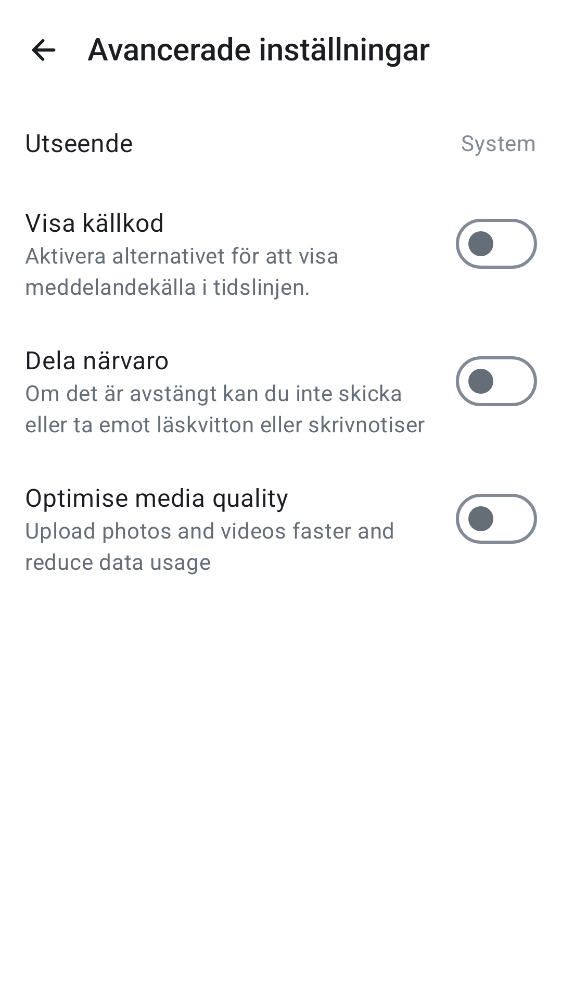 Avancerade inställningar
Utseende
System
Visa källkod
Aktivera alternativet för att visa
meddelandekälla i tidslinjen.
Dela närvaro
Om det är avstängt kan du inte skicka
eller ta emot läskvitton eller skrivnotiser
Optimise media quality
Upload photos and videos faster and
reduce data usage